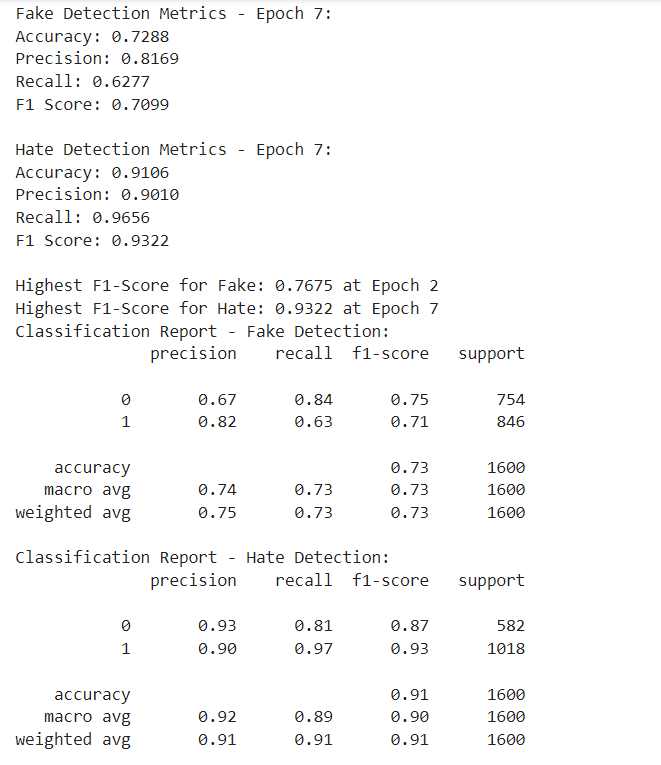 Fake Detection Metrics - Epoch 7:
Accuracy: 0.7288
Precision: 0.8169
Recall: 0.6277
F1 Score: 0.7099
Hate Detection Metrics - Epoch 7:
Accuracy: 0.9106
Precision: 0.9010
Recall: 0.9656
F1 Score: 0.9322
Highest F1-Score for Fake: 0.7675 at Epoch 2
Highest F1-Score for Hate: 0.9322 at Epoch 7
Classification Report - Fake Detection:
precision recall f1-score support
0 0.67 0.84 0.75 754
1 0.82 0.63 0.71 846
accuracy 0.73 1600
macro avg 0.74 0.73 0.73 1600
weighted avg 0.75 0.73 0.73 1600
Classification Report - Hate Detection:
precision recall f1-score support
0 0.93 0.81 0.87 582
1 0.90 0.97 0.93 1018
accuracy 0.91 1600
macro avg 0.92 0.89 0.90 1600
weighted avg 0.91 0.91 0.91 1600